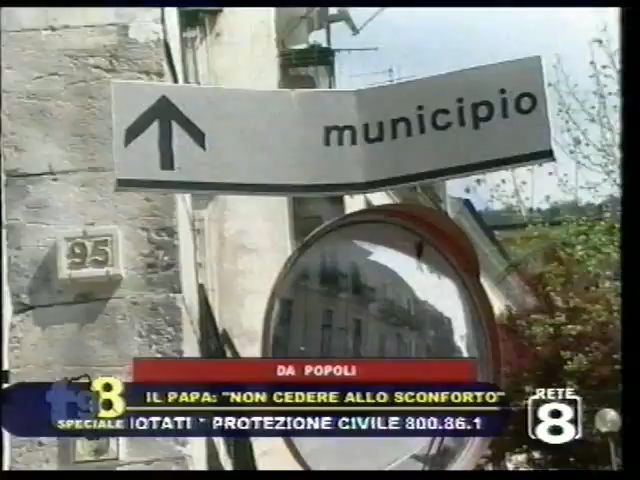 municipio
95
DA POPOLI
IL PAPA: "NON CEDERE ALLO SCONFORTO"
tg8
SPECIALE
IOTATI * PROTEZIONE CIVILE 800.86.1
RETE
8